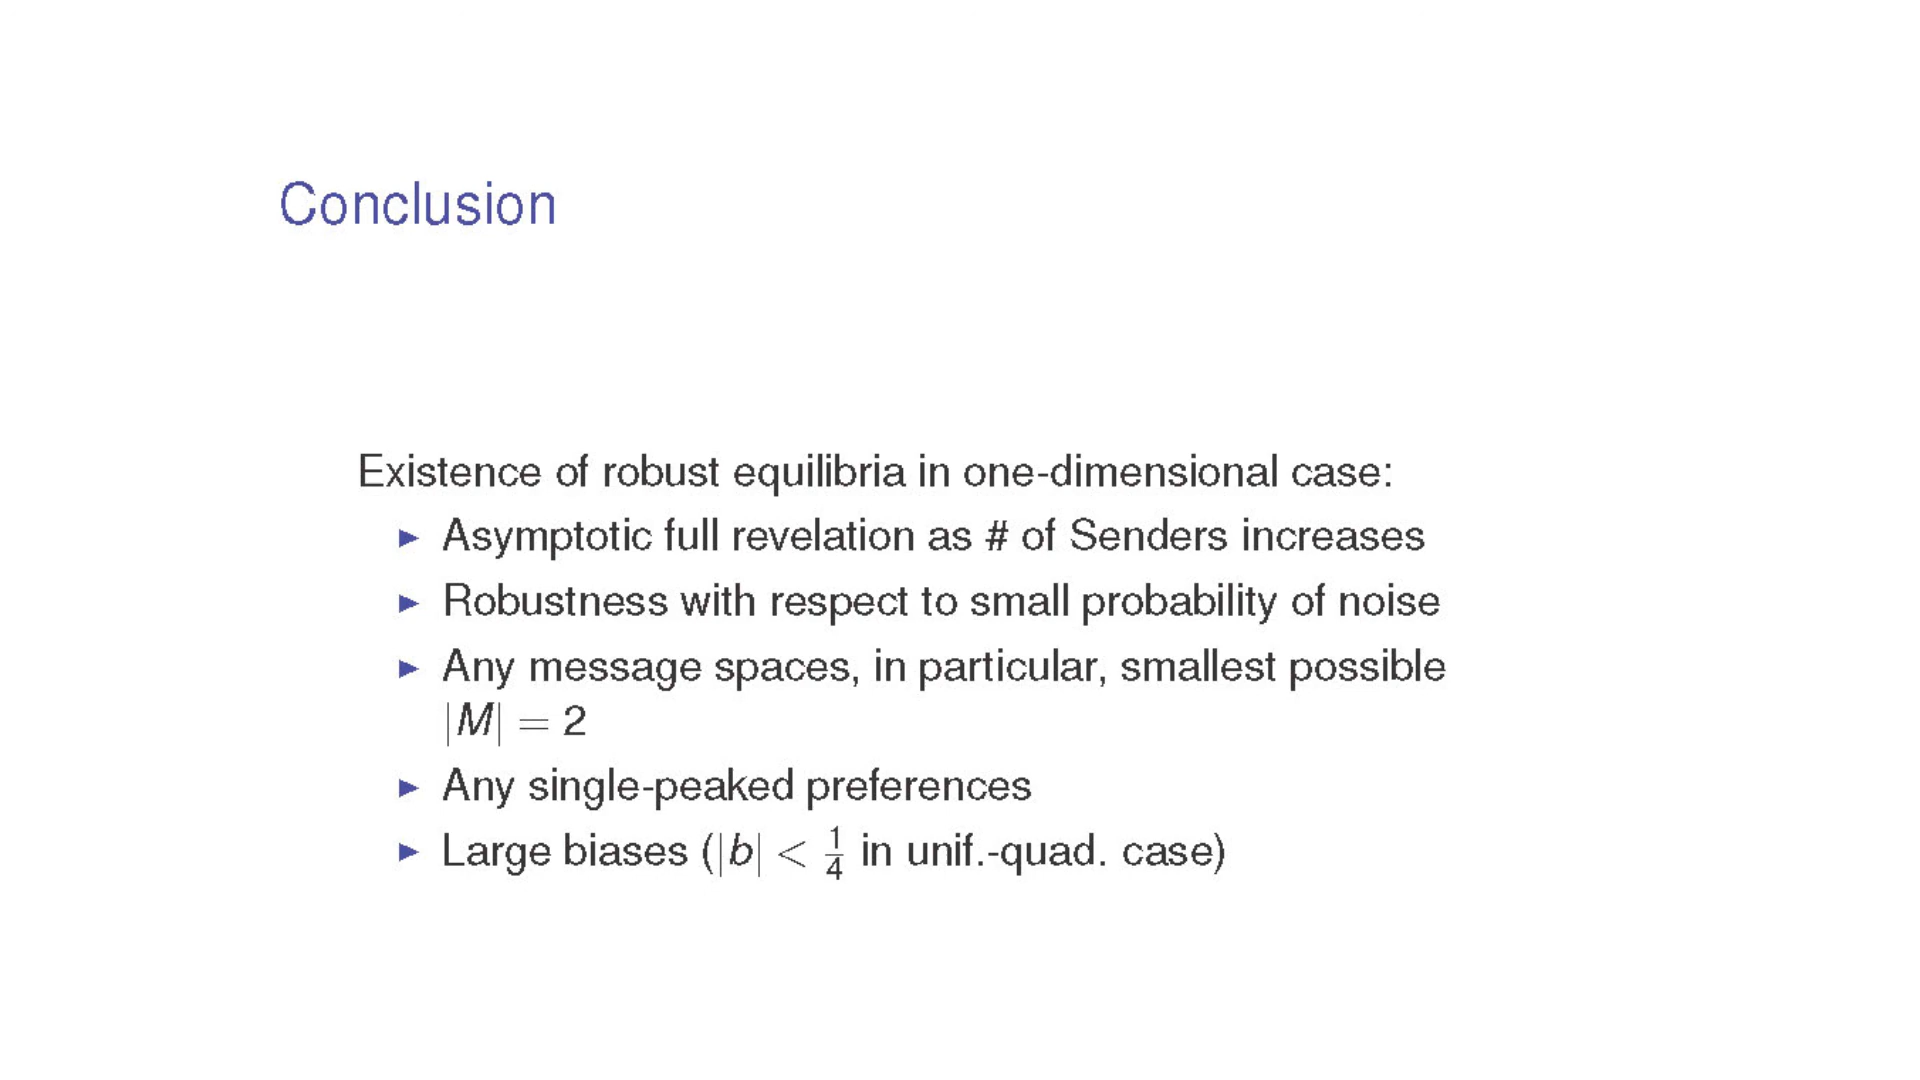 Conclusion
Existence of robust equilibria in one-dimensional case:
▶ Asymptotic full revelation as # of Senders increases
▶ Robustness with respect to small probability of noise
▶ Any message spaces, in particular, smallest possible
|M| = 2
▶ Any single-peaked preferences
▶ Large biases (|b| < 1/4 in unif.-quad. case)